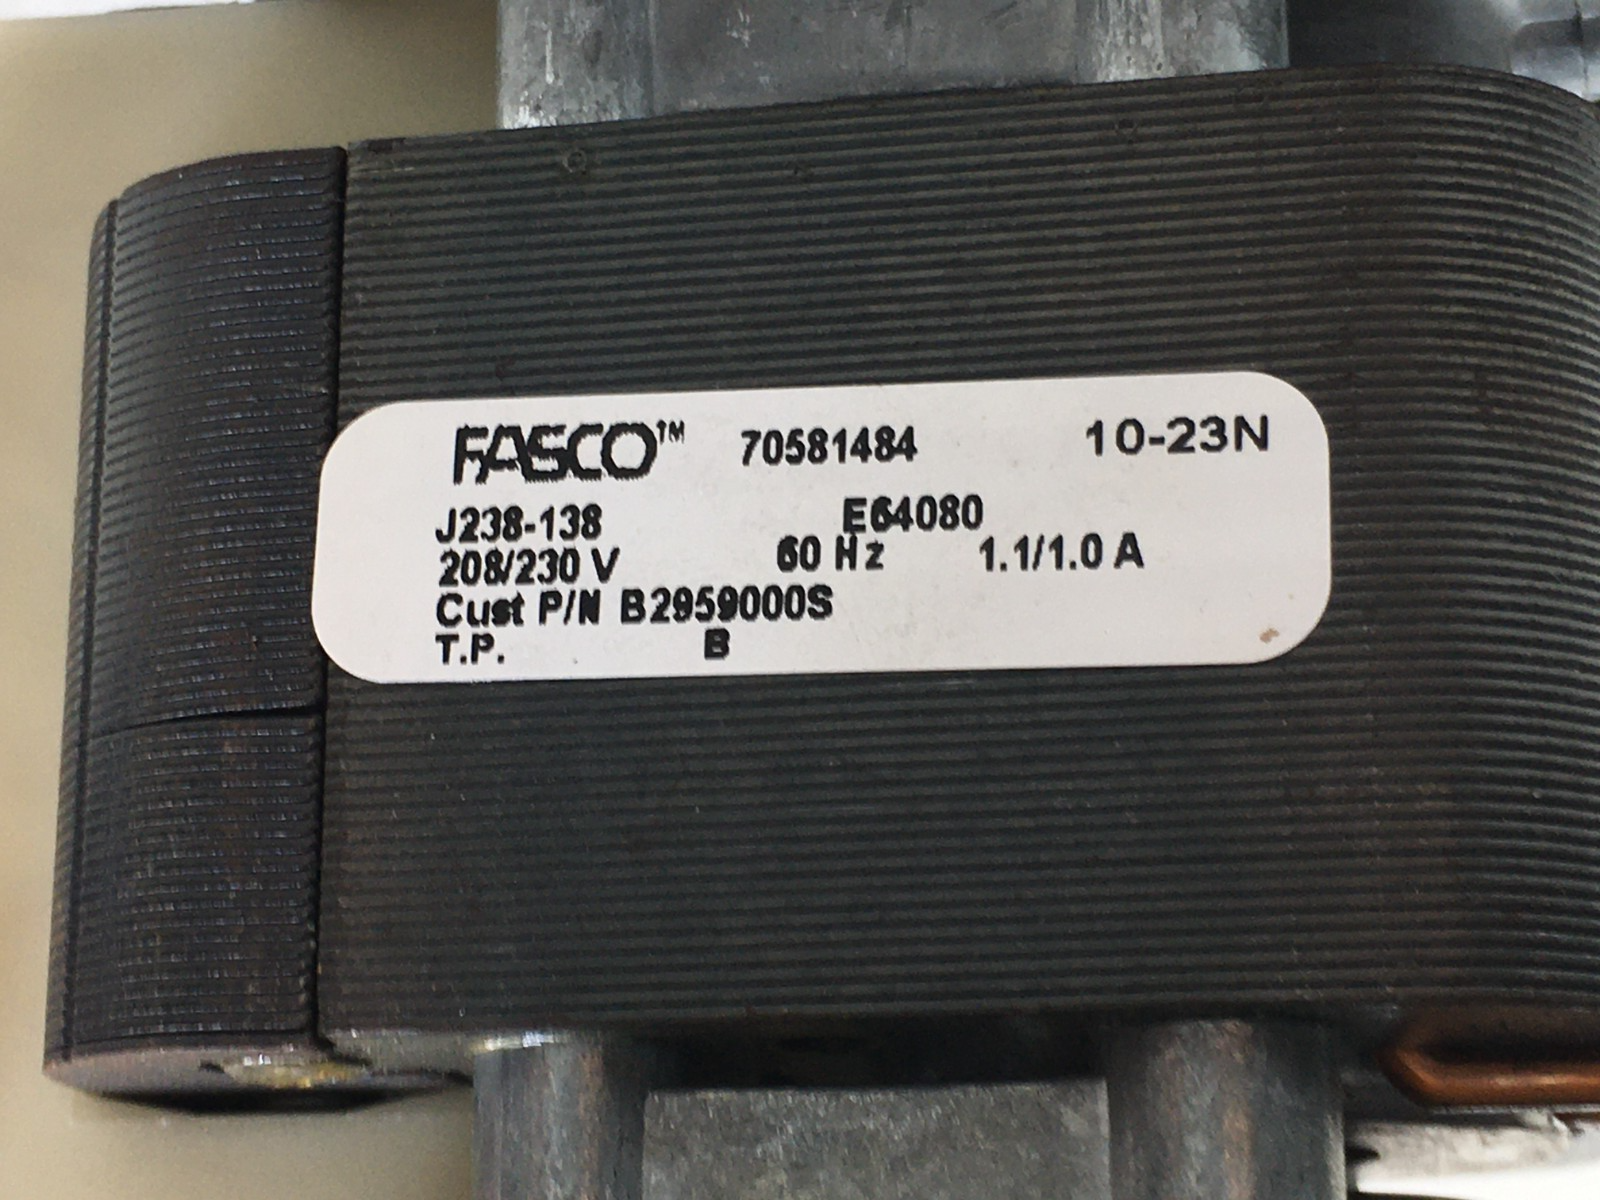 FASCO™ 70581484 10-23N
J238-138 E64080
208/230 V 60 Hz 1.1/1.0 A
Cust P/N B2959000S
T.P. B